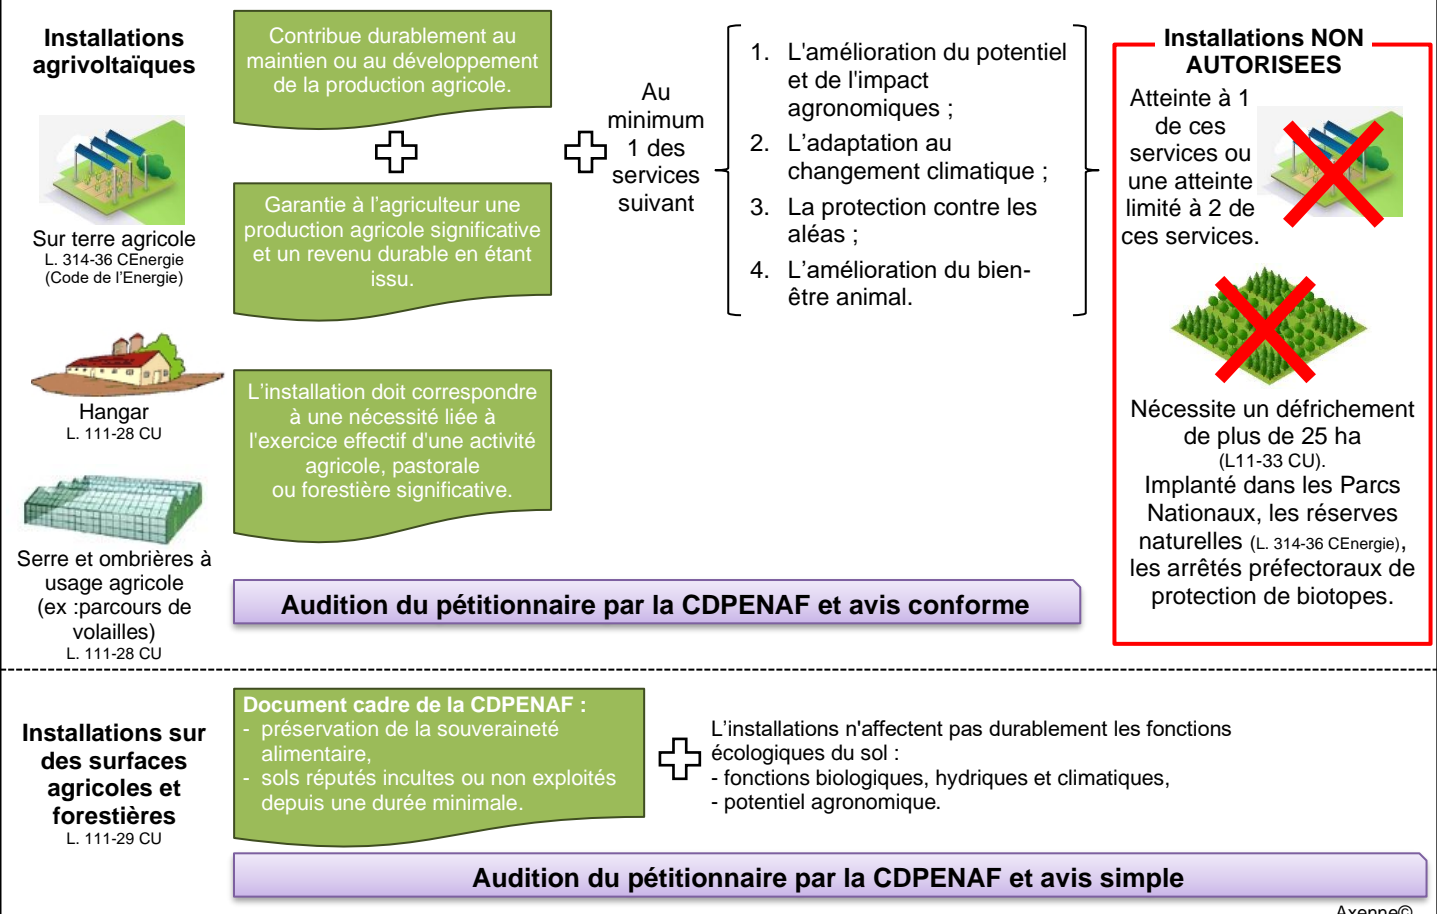 Installations
agrivoltaïques
Sur terre agricole
L. 314-36 CEnergie
(Code de l'Energie)
Hangar
L. 111-28 CU
Serre et ombrières à
usage agricole
(ex :parcours de
volailles)
L. 111-28 CU
Contribue durablement au
maintien ou au développement
de la production agricole.
Garantie à l'agriculteur une
production agricole significative
et un revenu durable en étant
issu.
L'installation doit correspondre
à une nécessité liée à
l'exercice effectif d'une activité
agricole, pastorale
ou forestière significative.
Au
minimum
1 des
services
suivant
1. L'amélioration du potentiel
et de l'impact
agronomiques ;
2. L'adaptation au
changement climatique ;
3. La protection contre les
aléas ;
4. L'amélioration du bien-
être animal.
Installations NON
AUTORISEES
Atteinte à 1
de ces
services ou
une atteinte
limité à 2 de
ces services.
Nécessite un défrichement
de plus de 25 ha
(L11-33 CU).
Implanté dans les Parcs
Nationaux, les réserves
naturelles (L. 314-36 CEnergie),
les arrêtés préfectoraux de
protection de biotopes.
Audition du pétitionnaire par la CDPENAF et avis conforme
Installations sur
des surfaces
agricoles et
forestières
L. 111-29 CU
Document cadre de la CDPENAF :
- préservation de la souveraineté
alimentaire,
- sols réputés incultes ou non exploités
depuis une durée minimale.
L'installations n'affectent pas durablement les fonctions
écologiques du sol :
- fonctions biologiques, hydriques et climatiques,
- potentiel agronomique.
Audition du pétitionnaire par la CDPENAF et avis simple
Axenne©